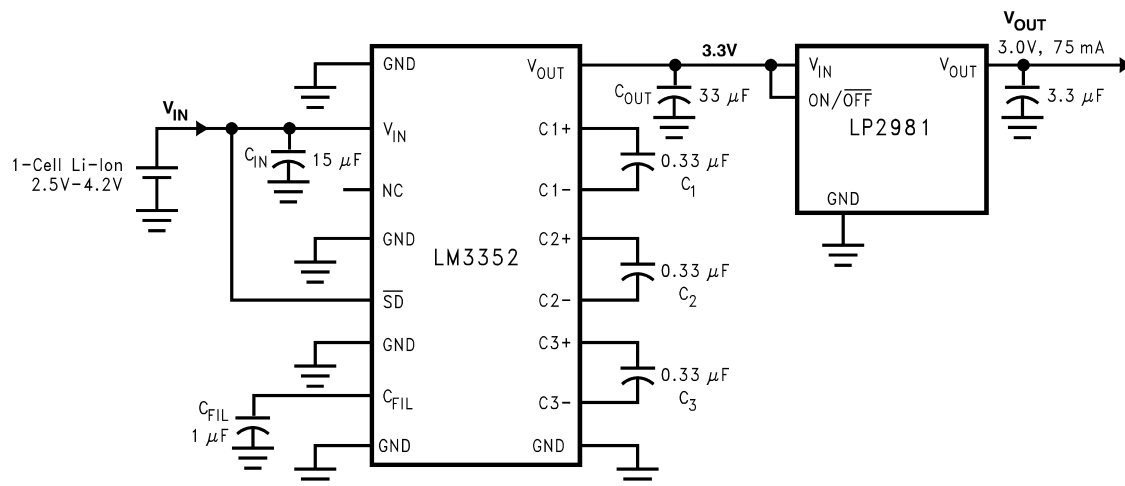 V_OUT
3.0V, 75 mA
GND
V_OUT
3.3V
V_IN
V_OUT
C_OUT
33 μF
ON/O̅F̅F̅
3.3 μF
LP2981
GND
V_IN
V_IN
C1+
1-Cell Li-Ion
2.5V–4.2V
C_IN
15 μF
0.33 μF
C_1
NC
C1-
GND
C2+
LM3352
0.33 μF
C_2
S̅D̅
C2-
GND
C3+
0.33 μF
C_3
C_FIL
1 μF
C_FIL
C3-
GND
GND